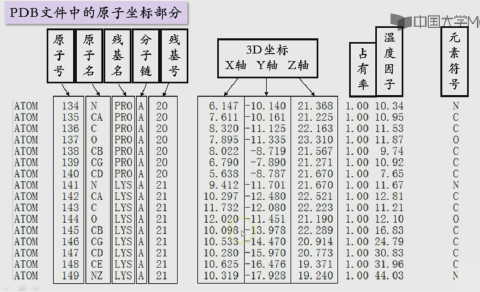 PDB文件中的原子坐标部分
中国大学M
原子号 原子名 残基名 分子链 残基号 3D坐标 X轴 Y轴 Z轴 占有率 温度因子 元素符号
ATOM 134 N PRO A 20 6.147 -10.140 21.368 1.00 10.34 N
ATOM 135 CA PRO A 20 7.611 -10.161 21.225 1.00 10.95 C
ATOM 136 C PRO A 20 8.320 -11.125 22.163 1.00 11.53 C
ATOM 137 O PRO A 20 7.895 -11.335 23.310 1.00 11.87 O
ATOM 138 CB PRO A 20 8.022 -8.719 21.567 1.00 9.74 C
ATOM 139 CG PRO A 20 6.790 -7.890 21.271 1.00 10.92 C
ATOM 140 CD PRO A 20 5.638 -8.787 21.670 1.00 7.65 C
ATOM 141 N LYS A 21 9.412 -11.701 21.670 1.00 11.67 N
ATOM 142 CA LYS A 21 10.297 -12.480 22.521 1.00 12.81 C
ATOM 143 C LYS A 21 11.732 -12.080 22.223 1.00 11.21 C
ATOM 144 O LYS A 21 12.020 -11.451 21.190 1.00 12.10 O
ATOM 145 CB LYS A 21 10.098 -13.978 22.289 1.00 16.83 C
ATOM 146 CG LYS A 21 10.533 -14.470 20.914 1.00 24.79 C
ATOM 147 CD LYS A 21 10.280 -15.970 20.773 1.00 30.83 C
ATOM 148 CE LYS A 21 10.625 -16.476 19.371 1.00 31.96 C
ATOM 149 NZ LYS A 21 10.319 -17.928 19.240 1.00 44.03 N